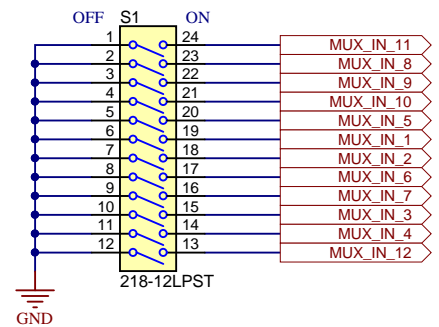 OFF S1 ON
1 24 MUX_IN_11
2 23 MUX_IN_8
3 22 MUX_IN_9
4 21 MUX_IN_10
5 20 MUX_IN_5
6 19 MUX_IN_1
7 18 MUX_IN_2
8 17 MUX_IN_6
9 16 MUX_IN_7
10 15 MUX_IN_3
11 14 MUX_IN_4
12 13 MUX_IN_12
218-12LPST
GND